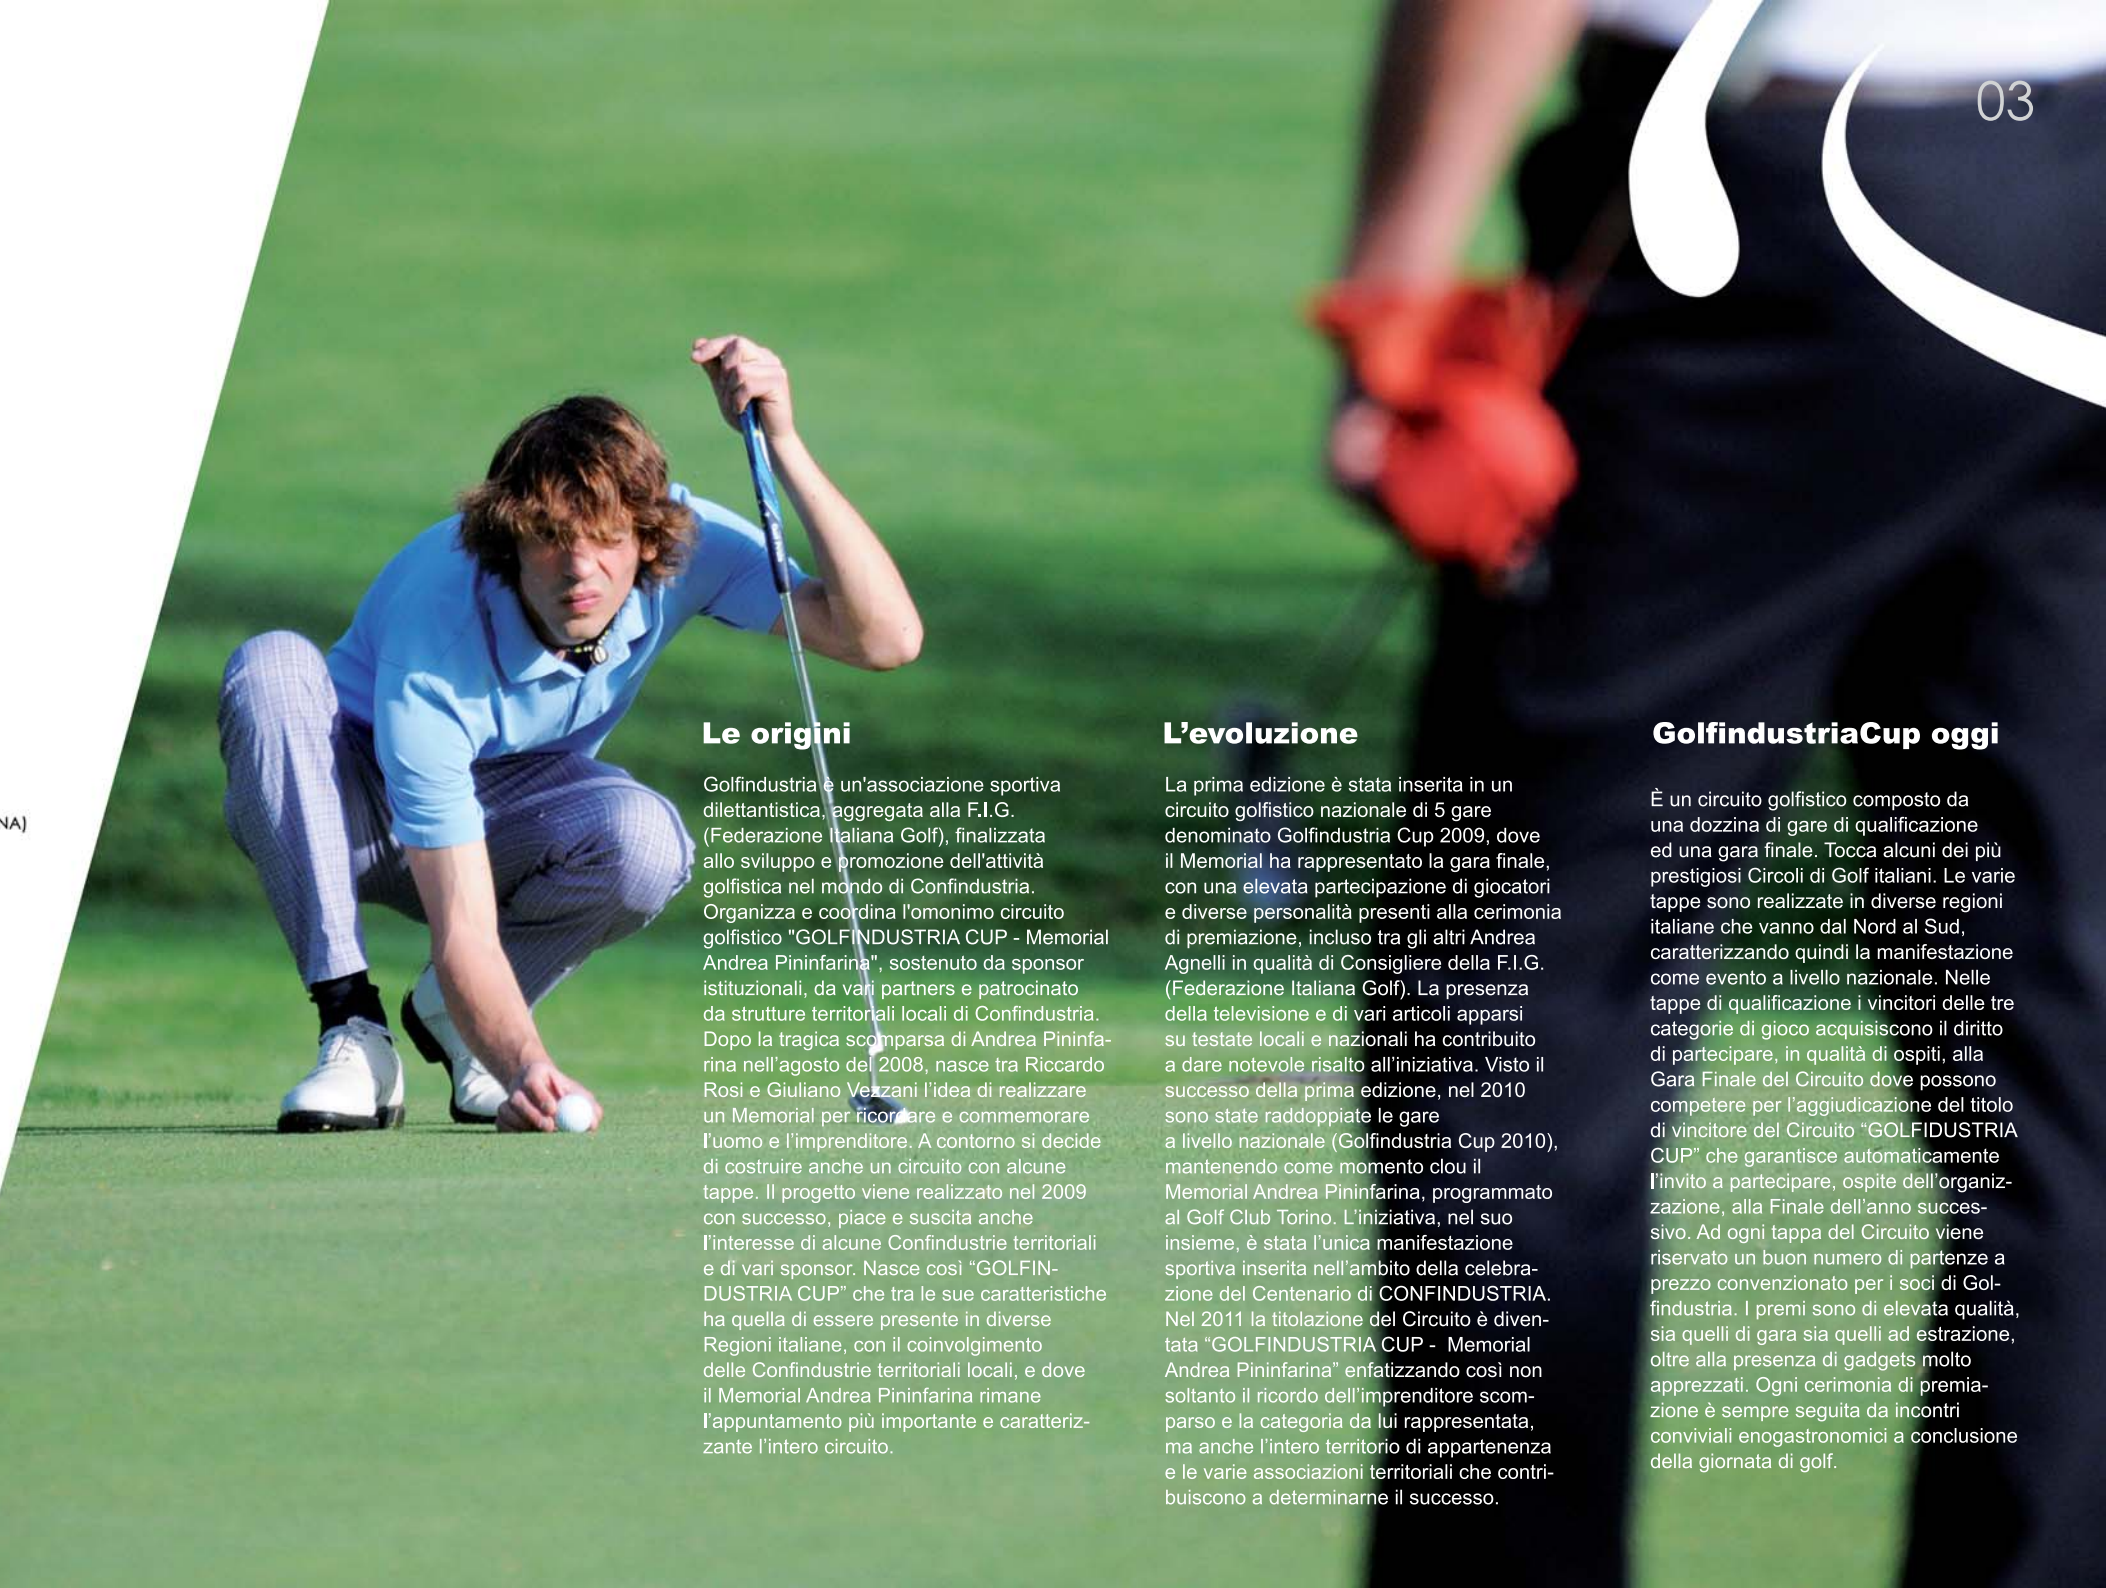 03
NA)
Le origini
Golfindustria è un'associazione sportiva
dilettantistica, aggregata alla F.I.G.
(Federazione Italiana Golf), finalizzata
allo sviluppo e promozione dell'attività
golfistica nel mondo di Confindustria.
Organizza e coordina l'omonimo circuito
golfistico "GOLFINDUSTRIA CUP - Memorial
Andrea Pininfarina", sostenuto da sponsor
istituzionali, da vari partners e patrocinato
da strutture territoriali locali di Confindustria.
Dopo la tragica scomparsa di Andrea Pininfa-
rina nell’agosto del 2008, nasce tra Riccardo
Rosi e Giuliano Vezzani l’idea di realizzare
un Memorial per ricordare e commemorare
l’uomo e l’imprenditore. A contorno si decide
di costruire anche un circuito con alcune
tappe. Il progetto viene realizzato nel 2009
con successo, piace e suscita anche
l’interesse di alcune Confindustrie territoriali
e di vari sponsor. Nasce così “GOLFIN-
DUSTRIA CUP” che tra le sue caratteristiche
ha quella di essere presente in diverse
Regioni italiane, con il coinvolgimento
delle Confindustrie territoriali locali, e dove
il Memorial Andrea Pininfarina rimane
l’appuntamento più importante e caratteriz-
zante l’intero circuito.
L’evoluzione
La prima edizione è stata inserita in un
circuito golfistico nazionale di 5 gare
denominato Golfindustria Cup 2009, dove
il Memorial ha rappresentato la gara finale,
con una elevata partecipazione di giocatori
e diverse personalità presenti alla cerimonia
di premiazione, incluso tra gli altri Andrea
Agnelli in qualità di Consigliere della F.I.G.
(Federazione Italiana Golf). La presenza
della televisione e di vari articoli apparsi
su testate locali e nazionali ha contribuito
a dare notevole risalto all’iniziativa. Visto il
successo della prima edizione, nel 2010
sono state raddoppiate le gare
a livello nazionale (Golfindustria Cup 2010),
mantenendo come momento clou il
Memorial Andrea Pininfarina, programmato
al Golf Club Torino. L’iniziativa, nel suo
insieme, è stata l’unica manifestazione
sportiva inserita nell’ambito della celebra-
zione del Centenario di CONFINDUSTRIA.
Nel 2011 la titolazione del Circuito è diven-
tata “GOLFINDUSTRIA CUP - Memorial
Andrea Pininfarina” enfatizzando così non
soltanto il ricordo dell’imprenditore scom-
parso e la categoria da lui rappresentata,
ma anche l’intero territorio di appartenenza
e le varie associazioni territoriali che contri-
buiscono a determinarne il successo.
GolfindustriaCup oggi
È un circuito golfistico composto da
una dozzina di gare di qualificazione
ed una gara finale. Tocca alcuni dei più
prestigiosi Circoli di Golf italiani. Le varie
tappe sono realizzate in diverse regioni
italiane che vanno dal Nord al Sud,
caratterizzando quindi la manifestazione
come evento a livello nazionale. Nelle
tappe di qualificazione i vincitori delle tre
categorie di gioco acquisiscono il diritto
di partecipare, in qualità di ospiti, alla
Gara Finale del Circuito dove possono
competere per l’aggiudicazione del titolo
di vincitore del Circuito “GOLFIDUSTRIA
CUP” che garantisce automaticamente
l’invito a partecipare, ospite dell’organiz-
zazione, alla Finale dell’anno succes-
sivo. Ad ogni tappa del Circuito viene
riservato un buon numero di partenze a
prezzo convenzionato per i soci di Gol-
findustria. I premi sono di elevata qualità,
sia quelli di gara sia quelli ad estrazione,
oltre alla presenza di gadgets molto
apprezzati. Ogni cerimonia di premia-
zione è sempre seguita da incontri
conviviali enogastronomici a conclusione
della giornata di golf.